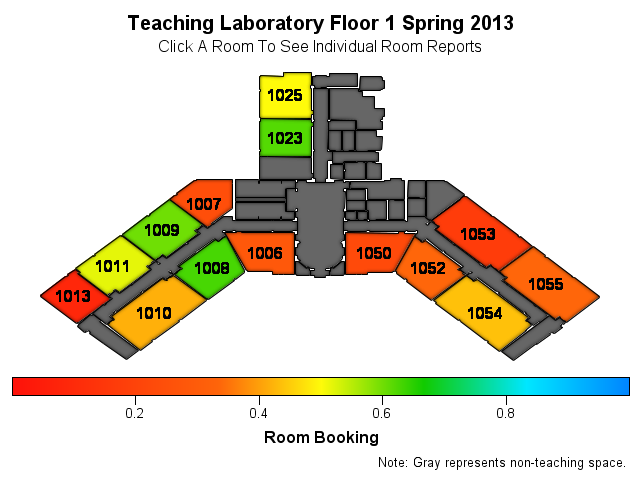 Teaching Laboratory Floor 1 Spring 2013
Click A Room To See Individual Room Reports
1025
1023
1007
1009
1011
1013
1006
1008
1010
1050
1052
1053
1054
1055
0.2 0.4 0.6 0.8
Room Booking
Note: Gray represents non-teaching space.